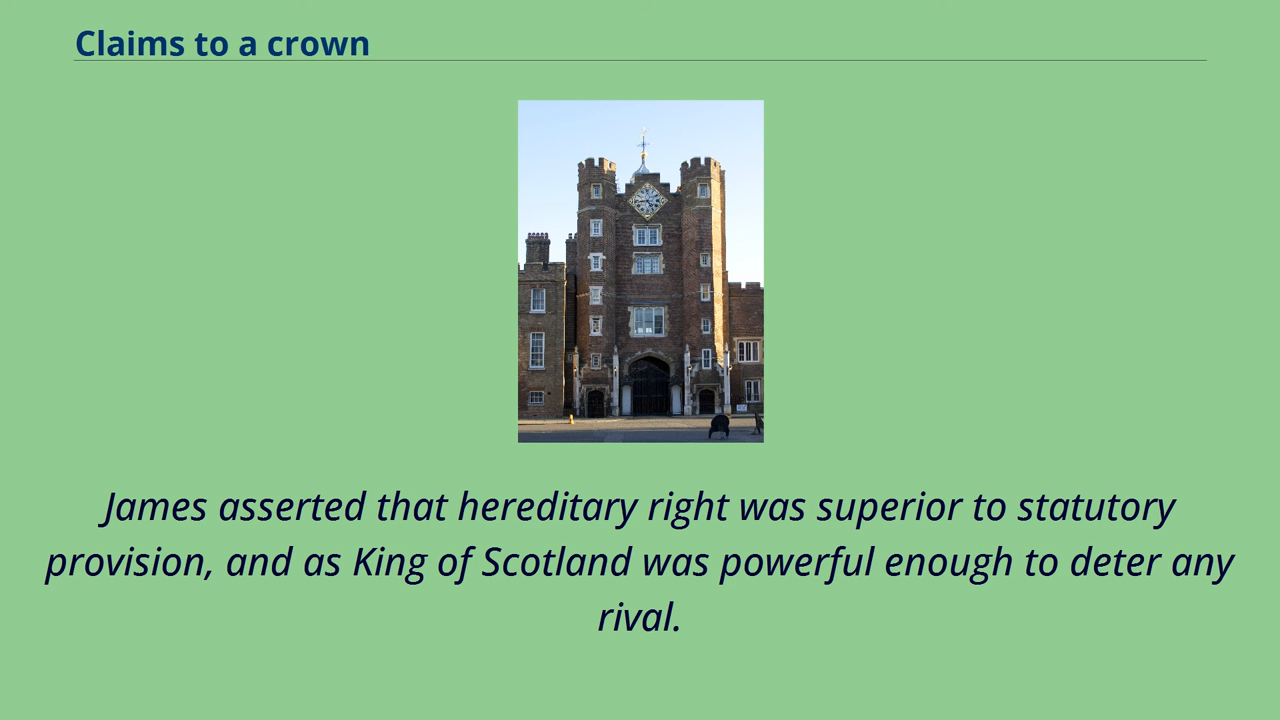 Claims to a crown
James asserted that hereditary right was superior to statutory
provision, and as King of Scotland was powerful enough to deter any
rival.